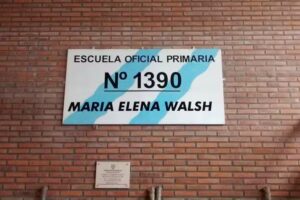 ESCUELA OFICIAL PRIMARIA
Nº 1390
MARIA ELENA WALSH